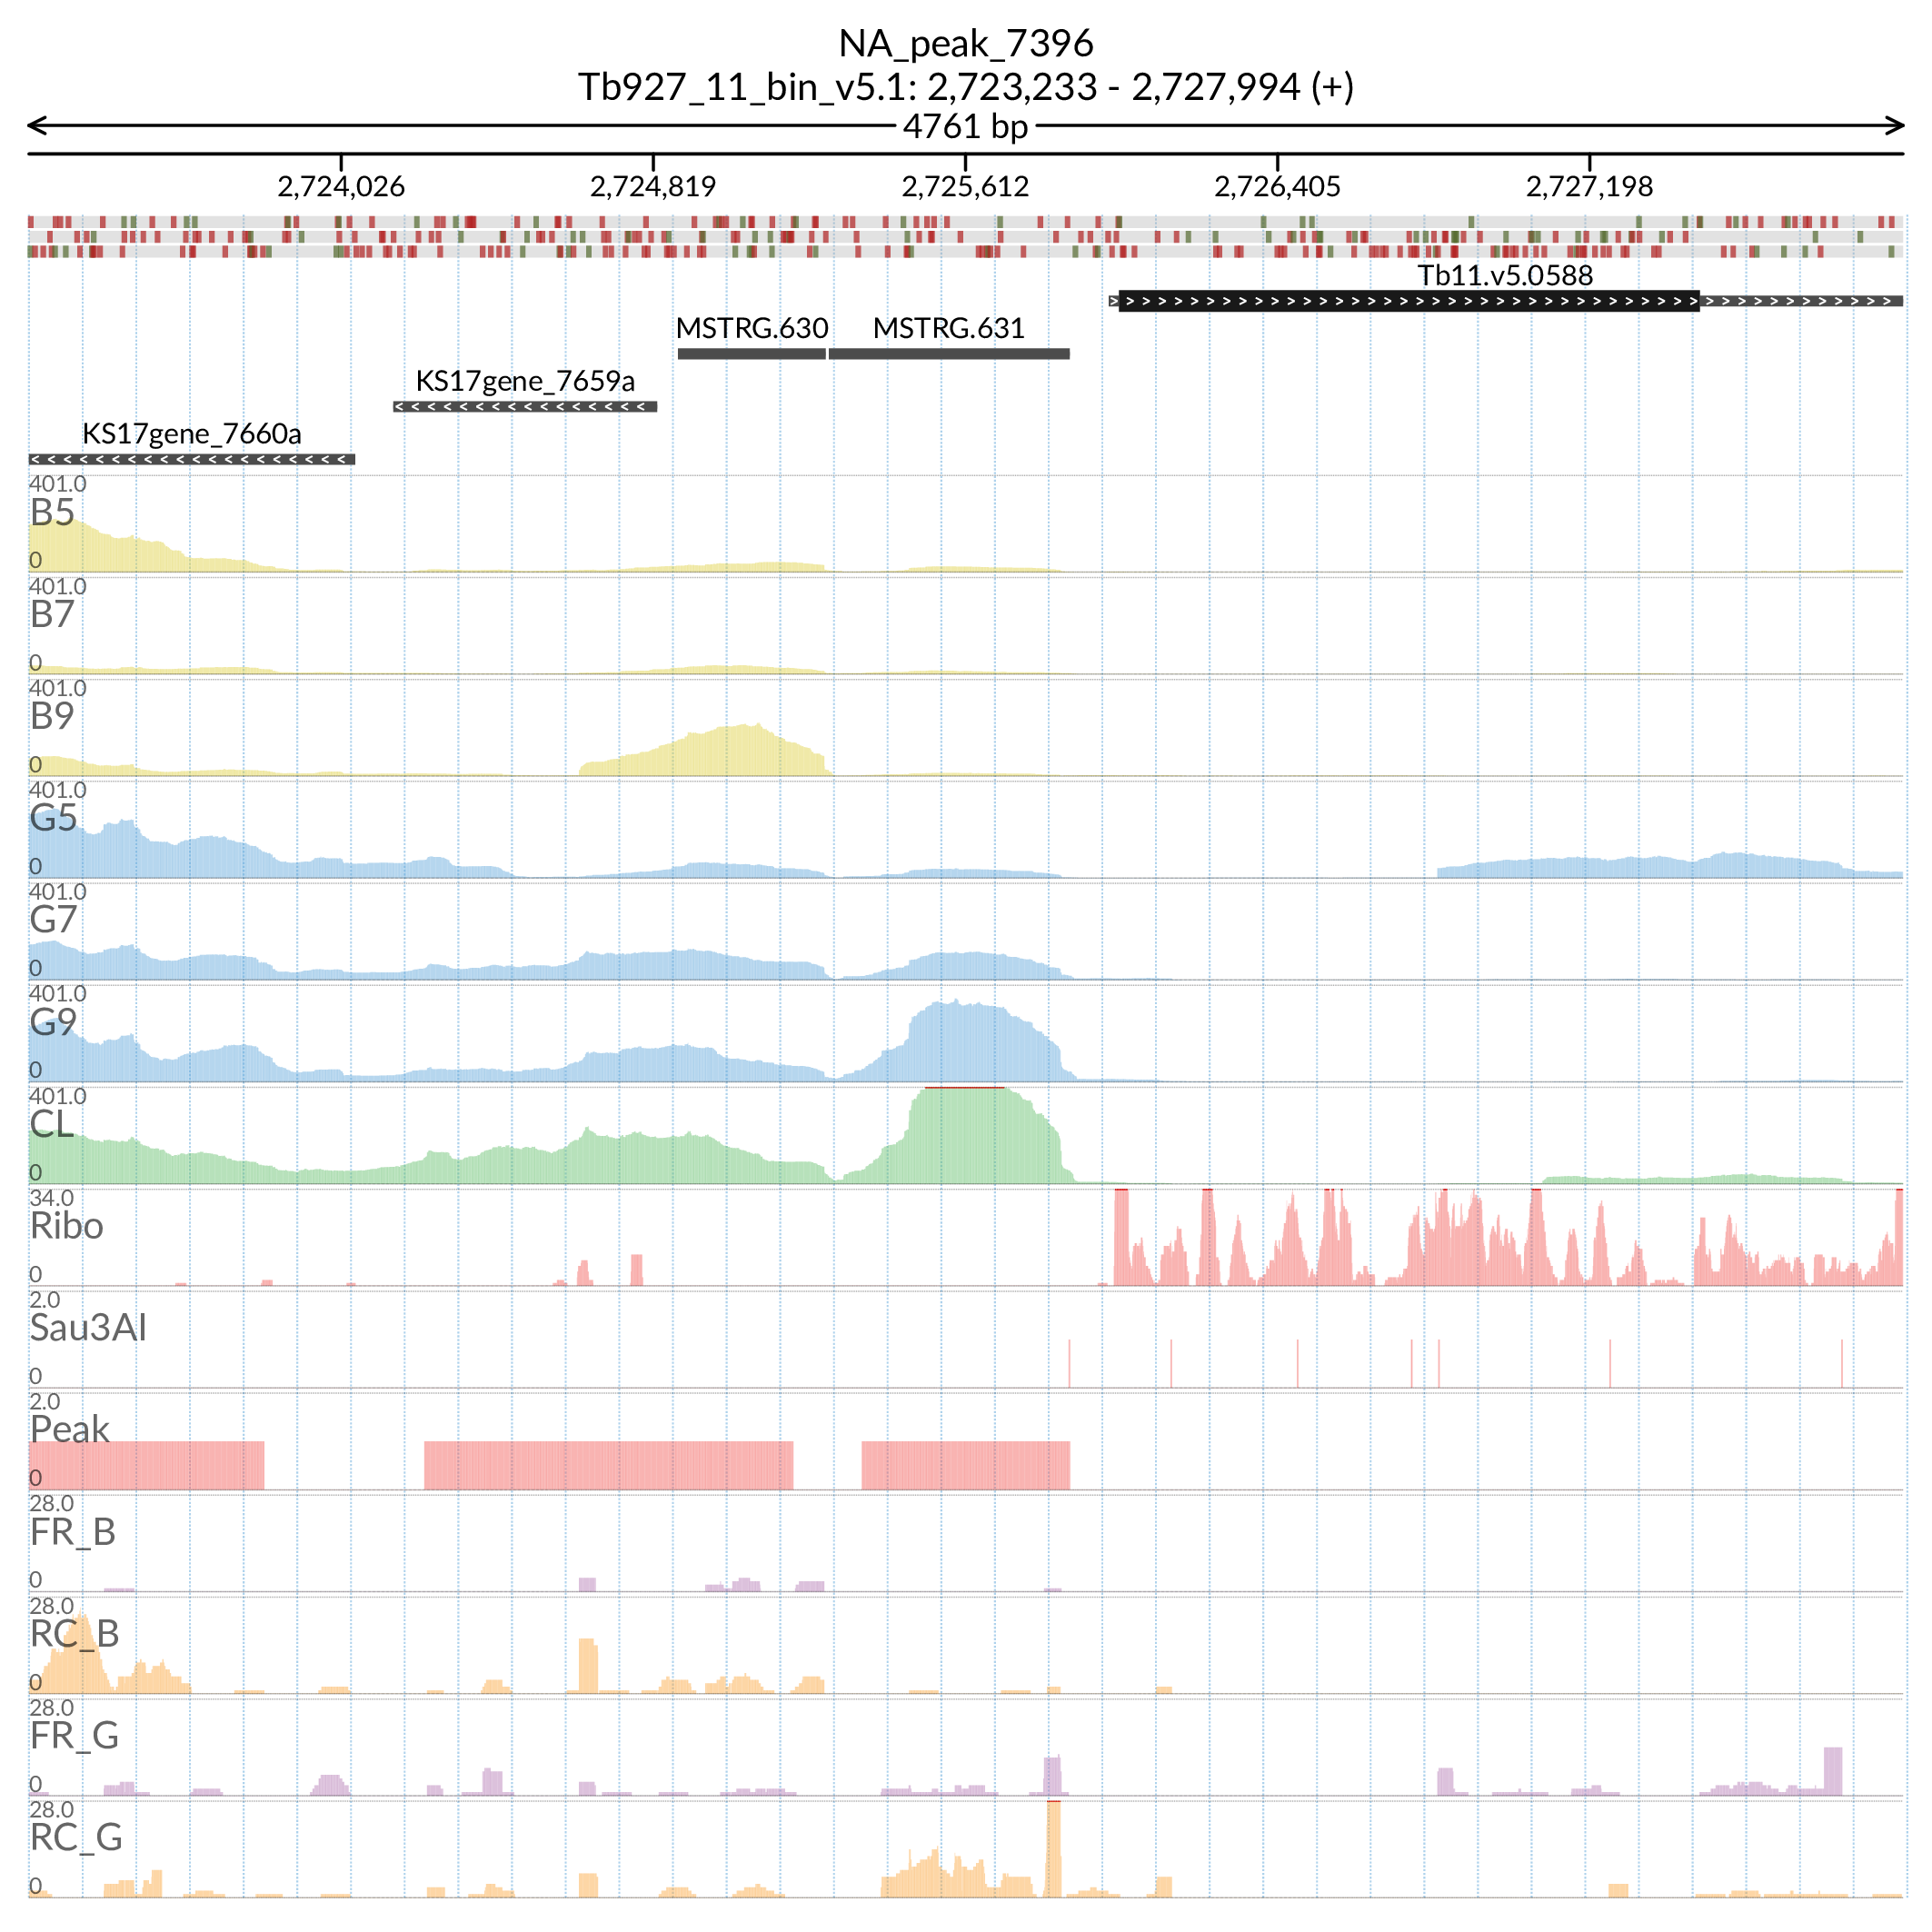 NA_peak_7396
Tb927_11_bin_v5.1: 2,723,233 - 2,727,994 (+)
4761 bp
2,724,026 2,724,819 2,725,612 2,726,405 2,727,198
Tb11.v5.0588
MSTRG.630 MSTRG.631
KS17gene_7659a
KS17gene_7660a
401.0
B5
0
401.0
B7
0
401.0
B9
0
401.0
G5
0
401.0
G7
0
401.0
G9
0
401.0
CL
0
34.0
Ribo
0
2.0
Sau3AI
0
2.0
Peak
0
28.0
FR_B
0
28.0
RC_B
0
28.0
FR_G
0
28.0
RC_G
0